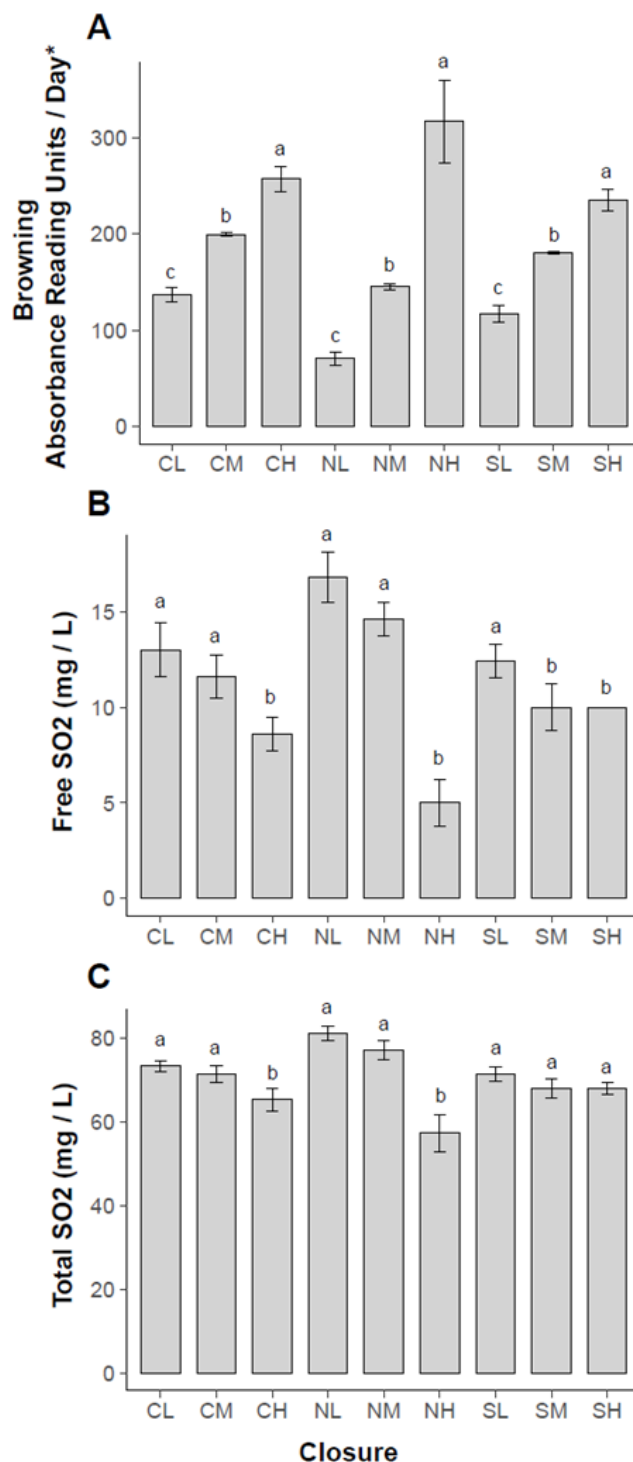 A
Browning
Absorbance Reading Units / Day*
300
200
100
0
a
b
c
a
b
c
a
b
c
CL CM CH NL NM NH SL SM SH
B
Free SO2 (mg / L)
15
10
5
0
a
a
b
a
a
b
a
b
b
CL CM CH NL NM NH SL SM SH
C
Total SO2 (mg / L)
80
60
40
20
0
a
a
b
a
a
b
a
a
a
CL CM CH NL NM NH SL SM SH
Closure